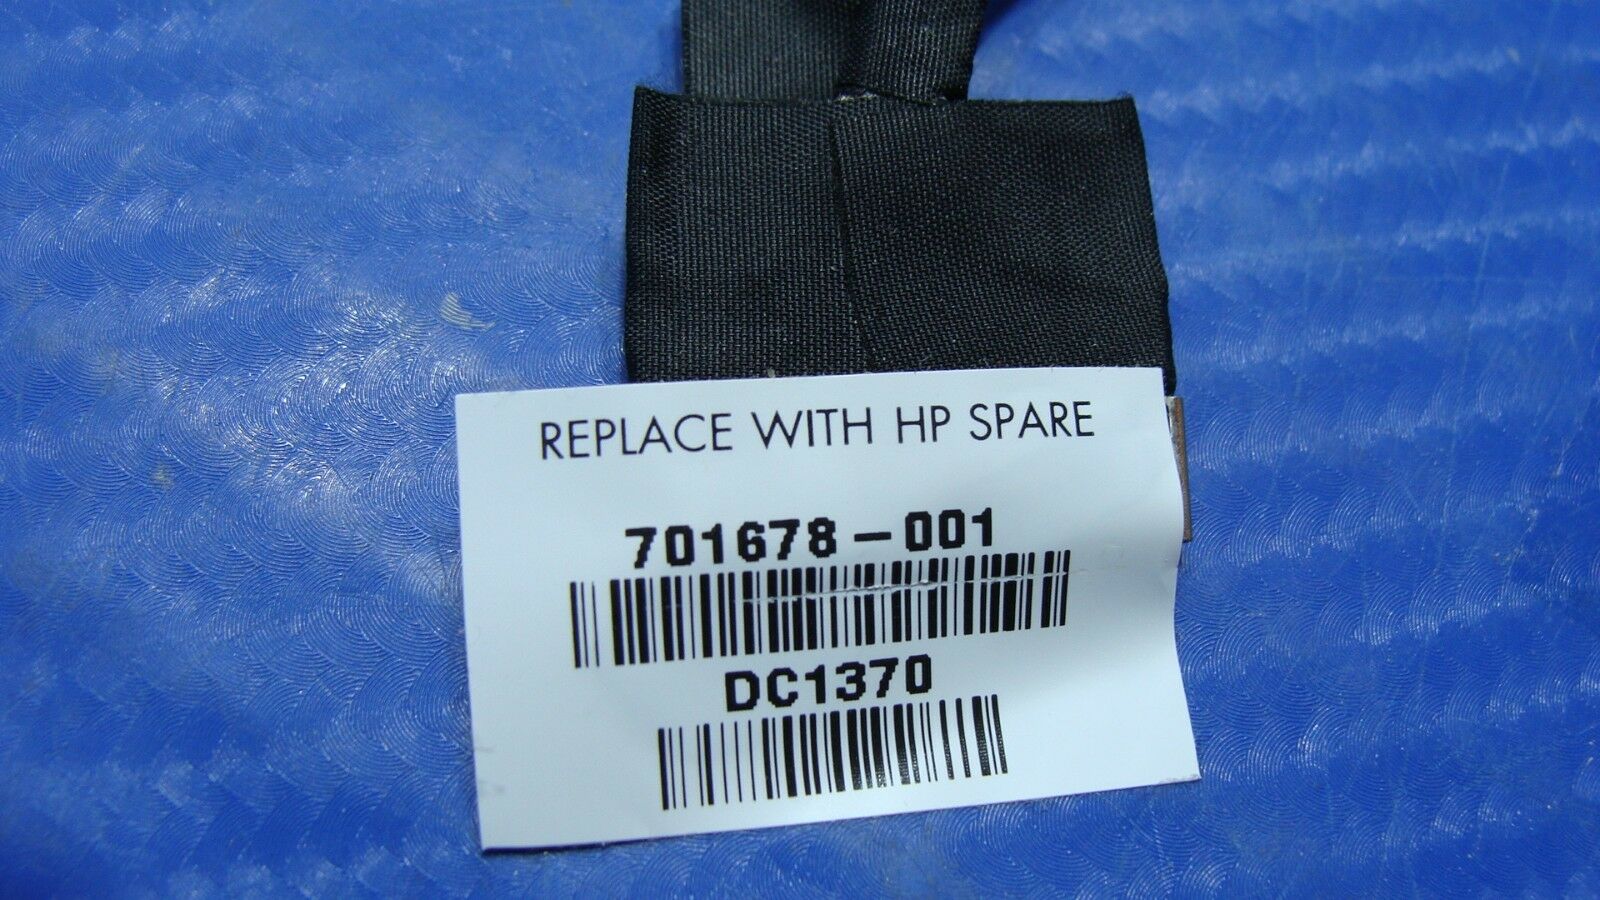 REPLACE WITH HP SPARE
701678-001
DC1370